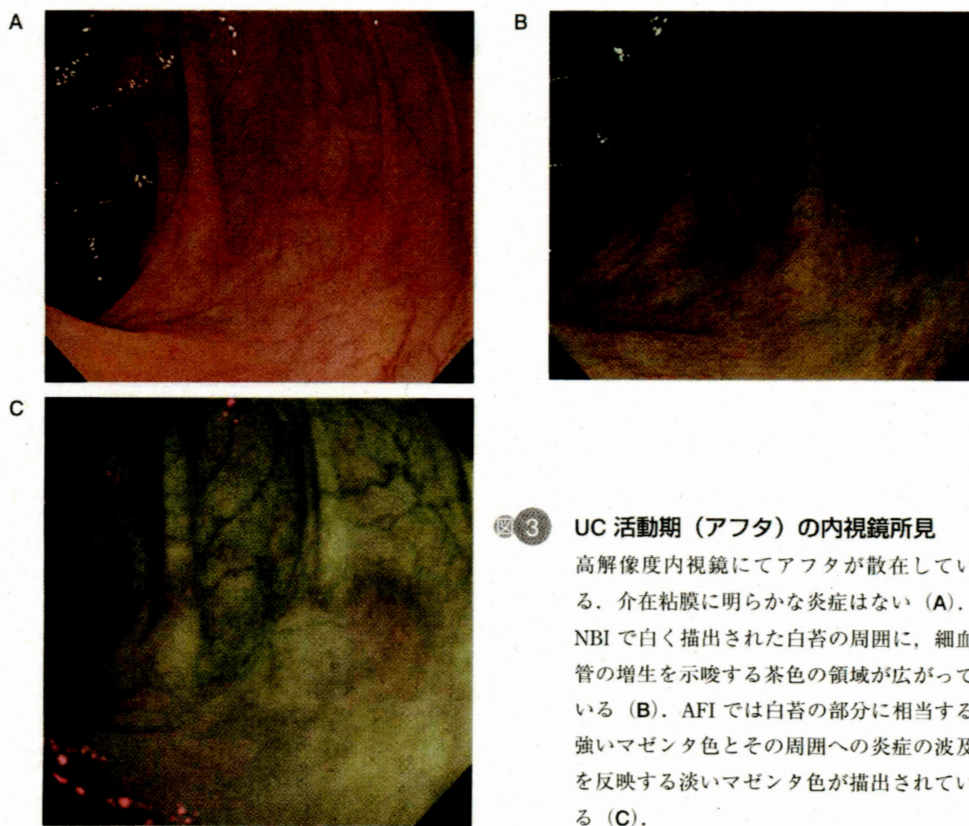 A
B
C
図3 UC 活動期(アフタ)の内視鏡所見
高解像度内視鏡にてアフタが散在してい
る.介在粘膜に明らかな炎症はない(A).
NBI で白く描出された白苔の周囲に,細血
管の増生を示唆する茶色の領域が広がって
いる(B).AFI では白苔の部分に相当する
強いマゼンタ色とその周囲への炎症の波及
を反映する淡いマゼンタ色が描出されてい
る(C).